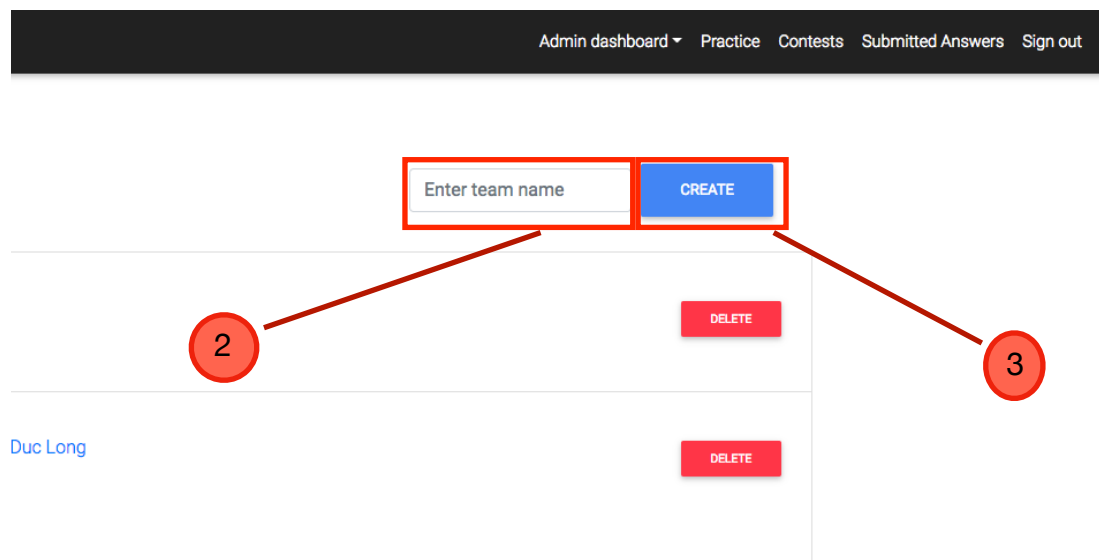 Admin dashboard Practice Contests Submitted Answers Sign out
Enter team name CREATE
DELETE
2
3
Duc Long DELETE